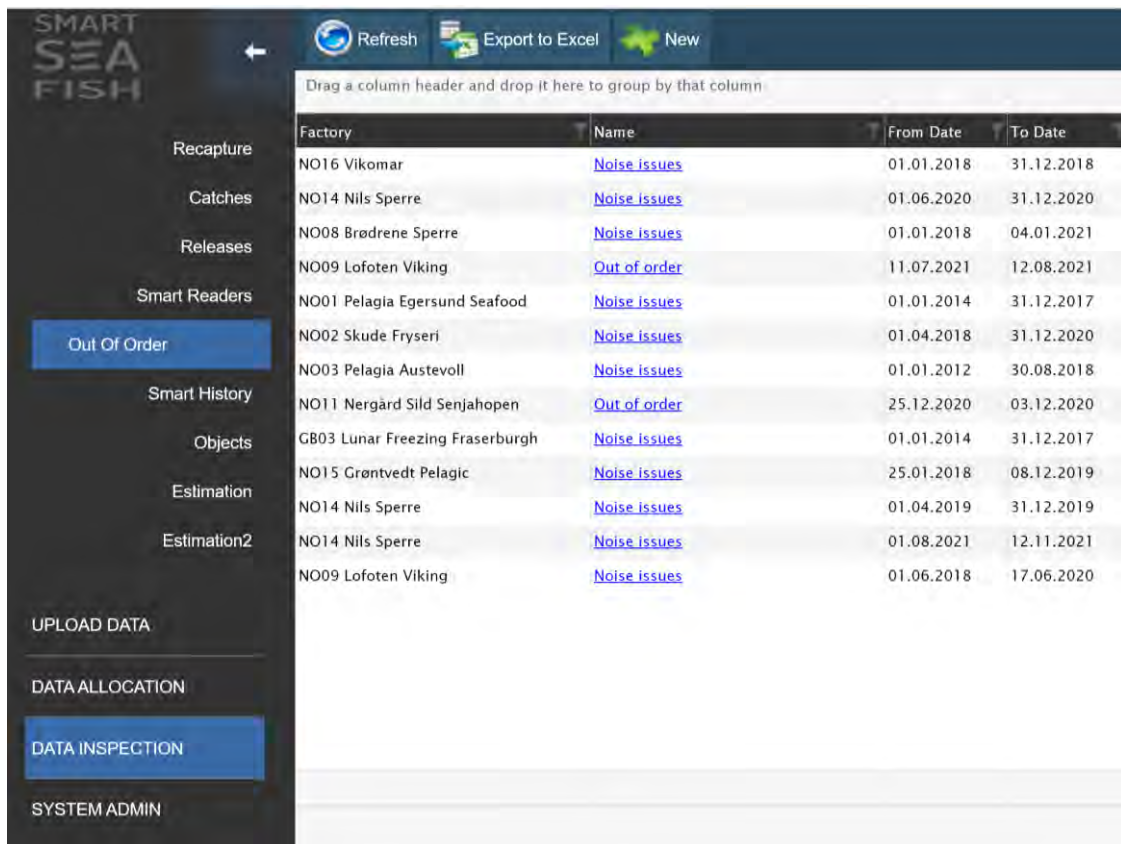 SMART
SEA
FISH
Refresh Export to Excel New
Drag a column header and drop it here to group by that column
Recapture
Catches
Releases
Smart Readers
Out Of Order
Smart History
Objects
Estimation
Estimation2
UPLOAD DATA
DATA ALLOCATION
DATA INSPECTION
SYSTEM ADMIN
Factory Name From Date To Date
NO16 Vikomar Noise issues 01.01.2018 31.12.2018
NO14 Nils Sperre Noise issues 01.06.2020 31.12.2020
NO08 Brødrene Sperre Noise issues 01.01.2018 04.01.2021
NO09 Lofoten Viking Out of order 11.07.2021 12.08.2021
NO01 Pelagia Egersund Seafood Noise issues 01.01.2014 31.12.2017
NO02 Skude Fryseri Noise issues 01.04.2018 31.12.2020
NO03 Pelagia Austevoll Noise issues 01.01.2012 30.08.2018
NO11 Nergård Sild Senjahopen Out of order 25.12.2020 03.12.2020
GB03 Lunar Freezing Fraserburgh Noise issues 01.01.2014 31.12.2017
NO15 Grøntvedt Pelagic Noise issues 25.01.2018 08.12.2019
NO14 Nils Sperre Noise issues 01.04.2019 31.12.2019
NO14 Nils Sperre Noise issues 01.08.2021 12.11.2021
NO09 Lofoten Viking Noise issues 01.06.2018 17.06.2020